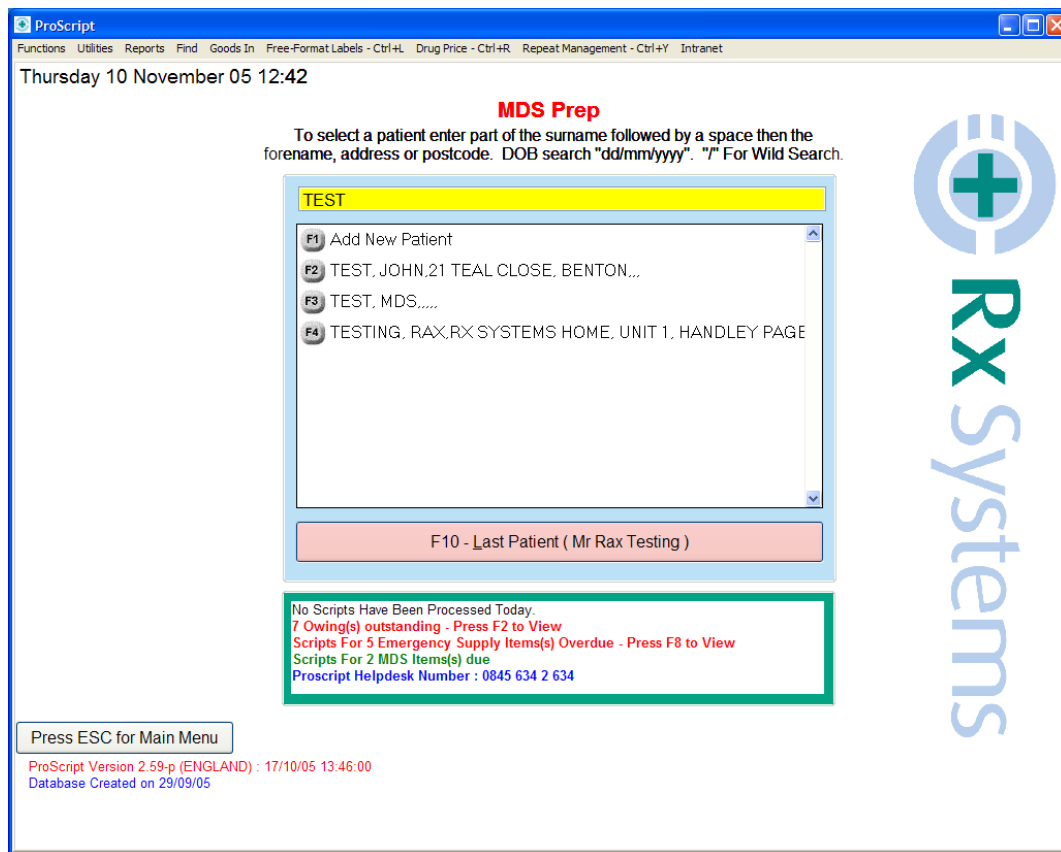 ProScript
Functions Utilities Reports Find Goods In Free-Format Labels - Ctrl+L Drug Price - Ctrl+R Repeat Management - Ctrl+Y Intranet
Thursday 10 November 05 12:42
MDS Prep
To select a patient enter part of the surname followed by a space then the
forename, address or postcode. DOB search "dd/mm/yyyy". "/" For Wild Search.
TEST
F1 Add New Patient
F2 TEST, JOHN,21 TEAL CLOSE, BENTON,,,
F3 TEST, MDS,,,,,
F4 TESTING, RAX,RX SYSTEMS HOME, UNIT 1, HANDLEY PAGE
F10 - Last Patient ( Mr Rax Testing )
No Scripts Have Been Processed Today.
7 Owing(s) outstanding - Press F2 to View
Scripts For 5 Emergency Supply Items(s) Overdue - Press F8 to View
Scripts For 2 MDS Items(s) due
Proscript Helpdesk Number : 0845 634 2 634
Press ESC for Main Menu
ProScript Version 2.59-p (ENGLAND) : 17/10/05 13:46:00
Database Created on 29/09/05
Rx Systems